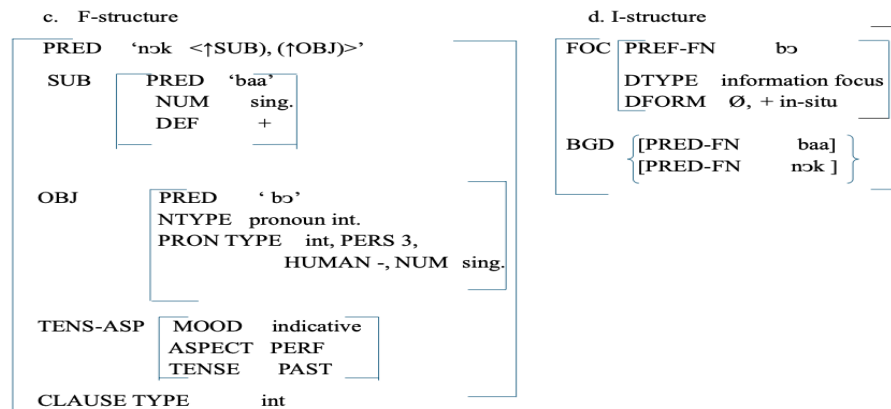 c. F-structure
PRED ‘nɔk <↑SUB), (↑OBJ)>’
SUB PRED ‘baa’
NUM sing.
DEF +
OBJ PRED ‘ bɔ’
NTYPE pronoun int.
PRON TYPE int, PERS 3,
HUMAN -, NUM sing.
TENS-ASP MOOD indicative
ASPECT PERF
TENSE PAST
CLAUSE TYPE int
d. I-structure
FOC PREF-FN bɔ
DTYPE information focus
DFORM Ø, + in-situ
BGD {[PRED-FN baa]
[PRED-FN nɔk ] }